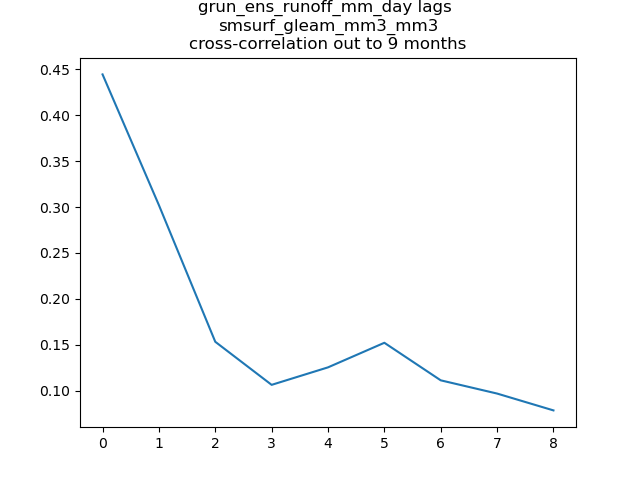 grun_ens_runoff_mm_day lags
smsurf_gleam_mm3_mm3
cross-correlation out to 9 months
0.45
0.40
0.35
0.30
0.25
0.20
0.15
0.10
0 1 2 3 4 5 6 7 8